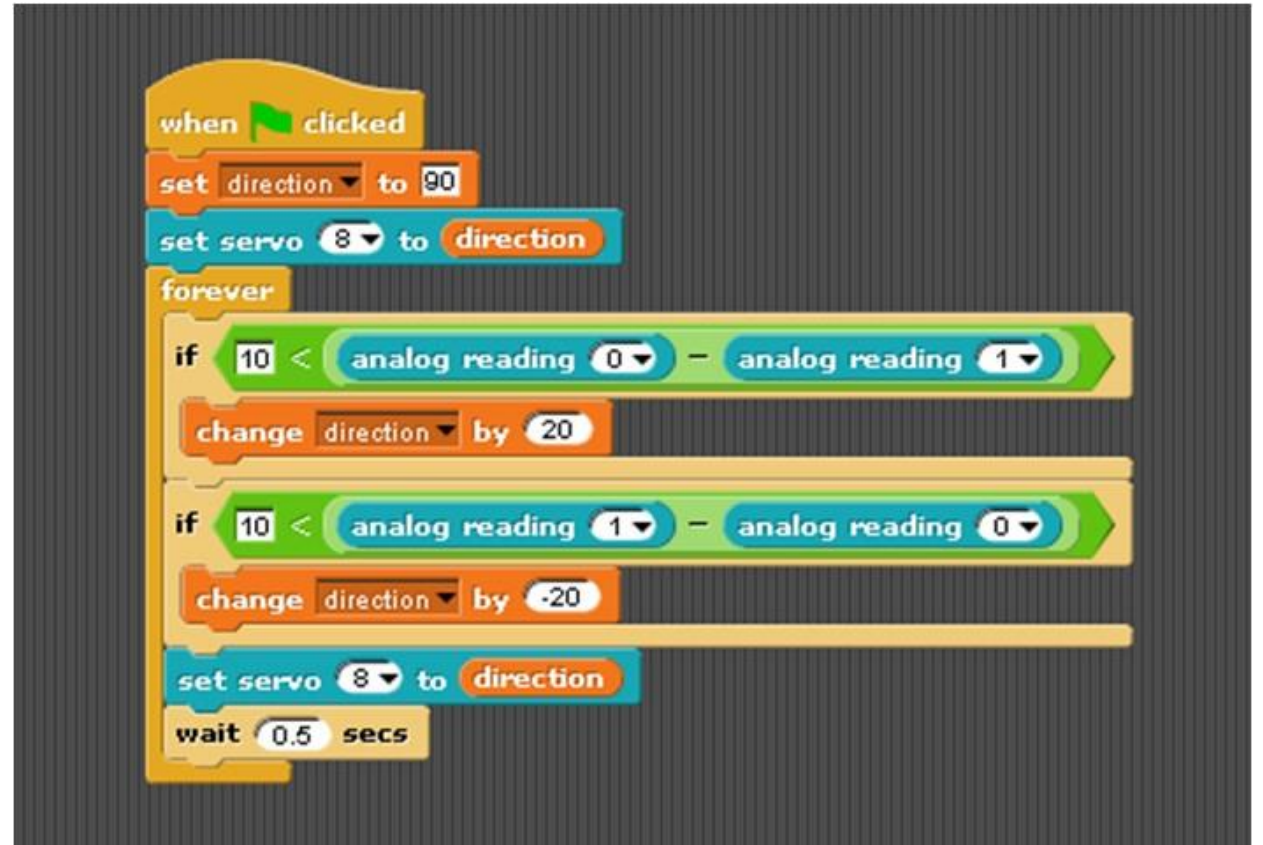 when clicked
set direction to 90
set servo 8 to direction
forever
if 10 < analog reading 0 - analog reading 1
change direction by 20
if 10 < analog reading 1 - analog reading 0
change direction by -20
set servo 8 to direction
wait 0.5 secs